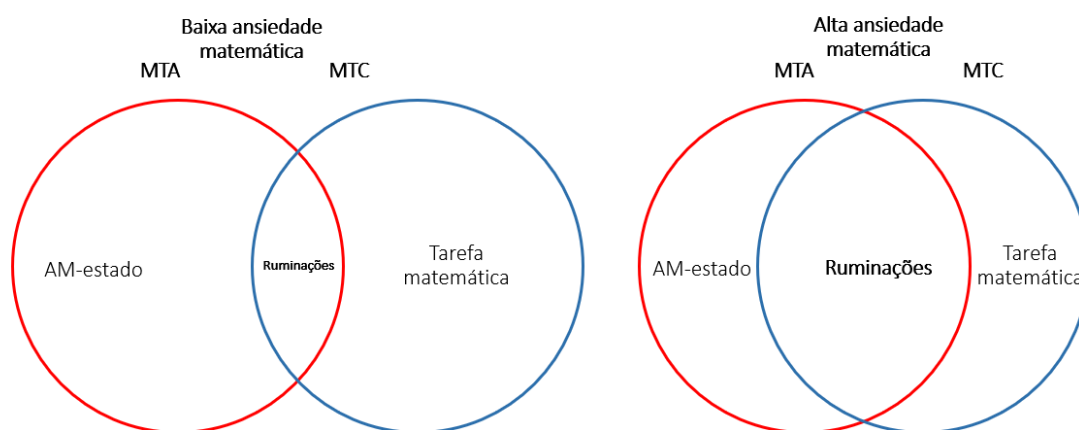 Baixa ansiedade
matemática
MTA
MTC
AM-estado
Ruminações
Tarefa
matemática
Alta ansiedade
matemática
MTA
MTC
AM-estado
Ruminações
Tarefa
matemática